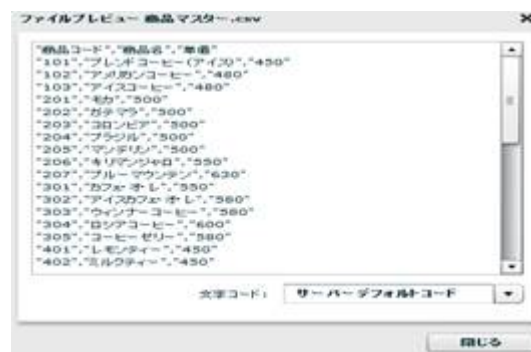 ファイルプレビュー 商品マスター.csv
"商品コード","商品名","単価"
"101","ブレンドコーヒー(アイス)","450"
"102","アメリカンコーヒー","480"
"103","アイスコーヒー","480"
"201","モカ","500"
"202","ガテマラ","500"
"203","コロンビア","500"
"204","ブラジル","500"
"205","マンデリン","500"
"206","キリマンジャロ","550"
"207","ブルーマウンテン","620"
"301","カフェ・オ・レ","550"
"302","アイスカフェ・オ・レ","580"
"303","ウィンナーコーヒー","580"
"304","ロシアコーヒー","600"
"305","コーヒーゼリー","580"
"401","レモンティー","450"
"402","ミルクティー","450"
文字コード: サーバーデフォルトコード
閉じる